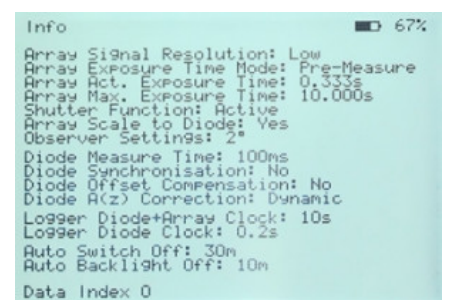 Info 67%
Array Signal Resolution: Low
Array Exposure Time Mode: Pre-Measure
Array Act. Exposure Time: 0.333s
Array Max. Exposure Time: 10.000s
Shutter Function: Active
Array Scale to Diode: Yes
Observer Settings: 2°
Diode Measure Time: 100ms
Diode Synchronisation: No
Diode Offset Compensation: No
Diode A(z) Correction: Dynamic
Logger Diode+Array Clock: 10s
Logger Diode Clock: 0.2s
Auto Switch Off: 30m
Auto Backlight Off: 10m
Data Index 0